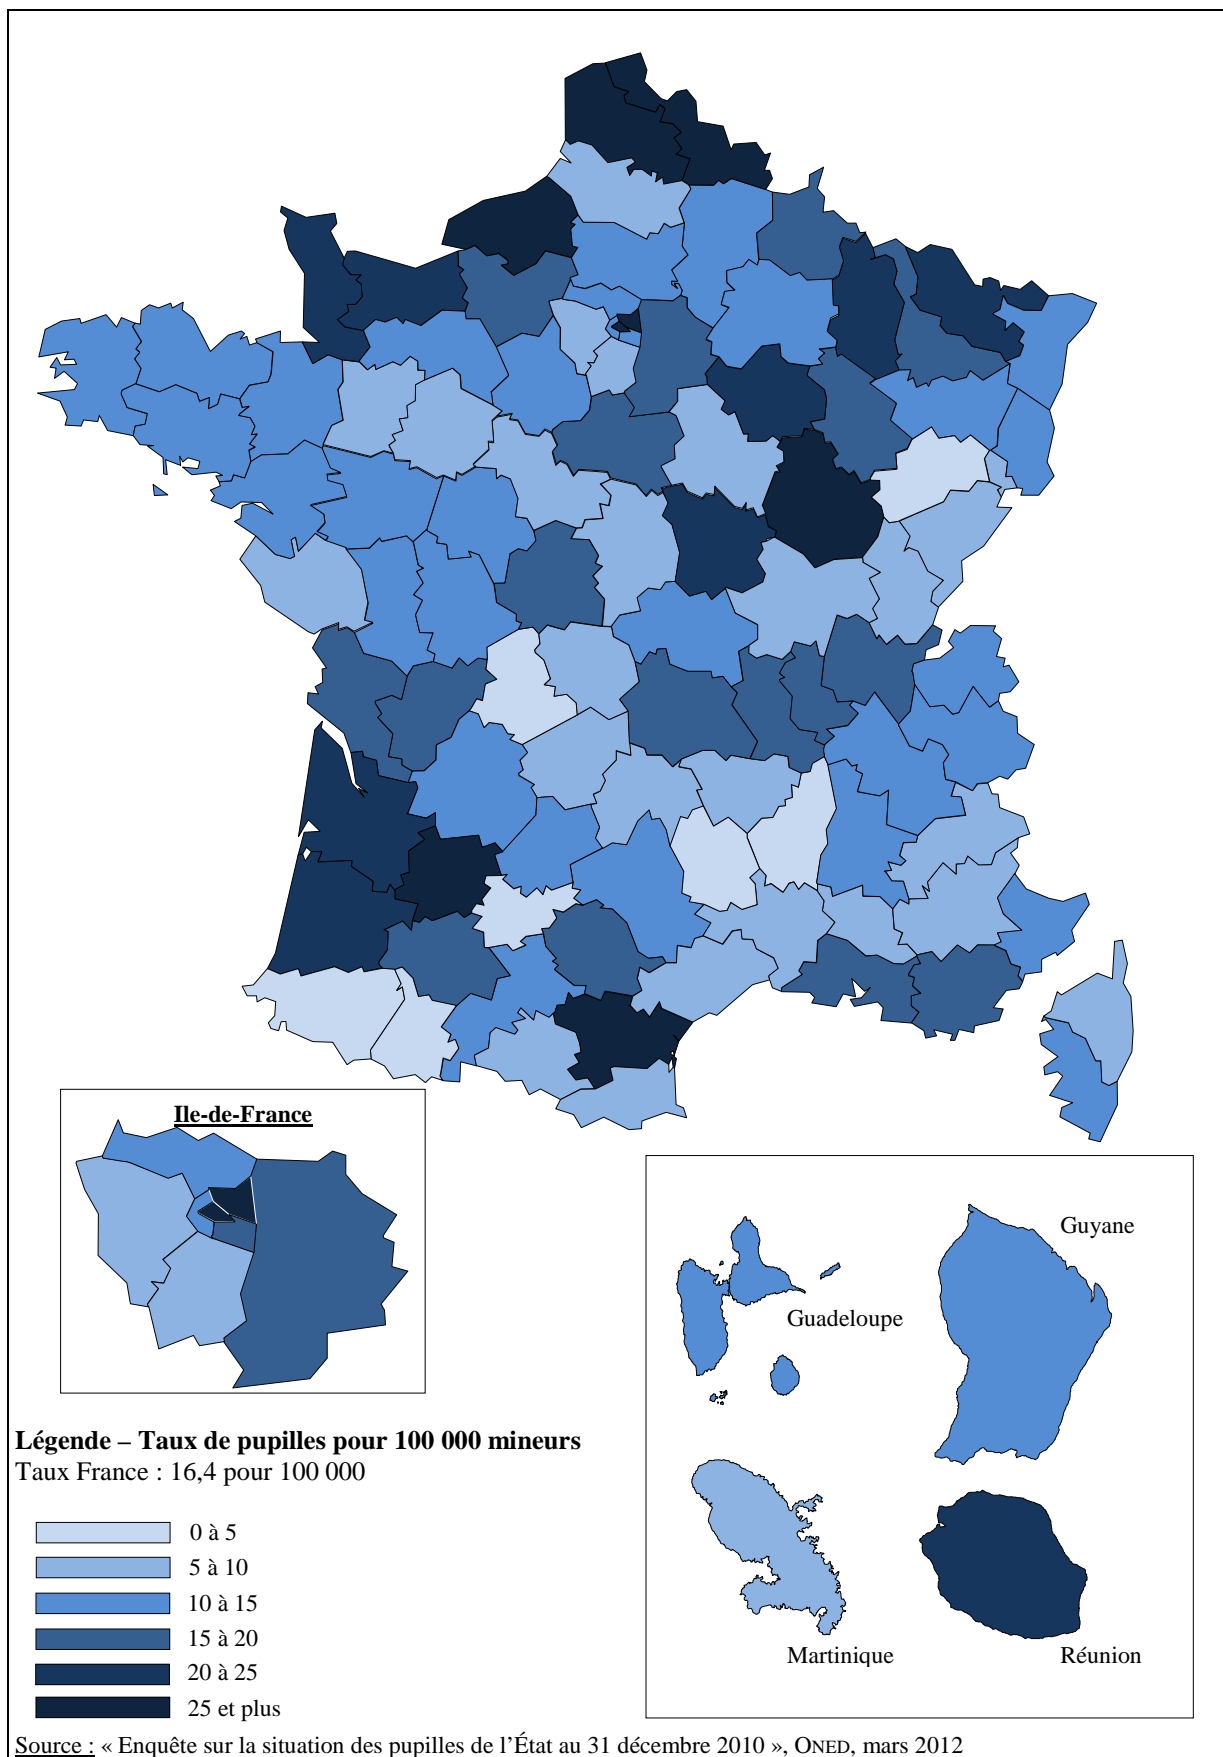 Ile-de-France
Guyane
Guadeloupe
Martinique
Réunion
Légende – Taux de pupilles pour 100 000 mineurs
Taux France : 16,4 pour 100 000
0 à 5
5 à 10
10 à 15
15 à 20
20 à 25
25 et plus
Source : « Enquête sur la situation des pupilles de l’État au 31 décembre 2010 », ONED, mars 2012